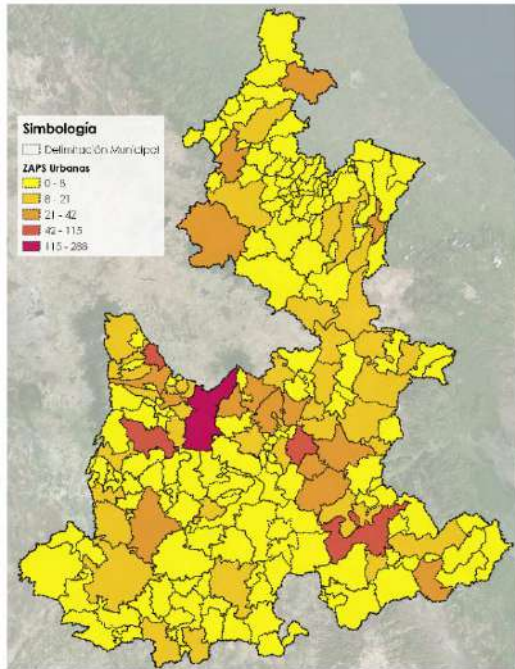 Simbología
Delimitación Municipal
ZAPS Urbanas
0 - 8
8 - 21
21 - 42
42 - 115
115 - 288